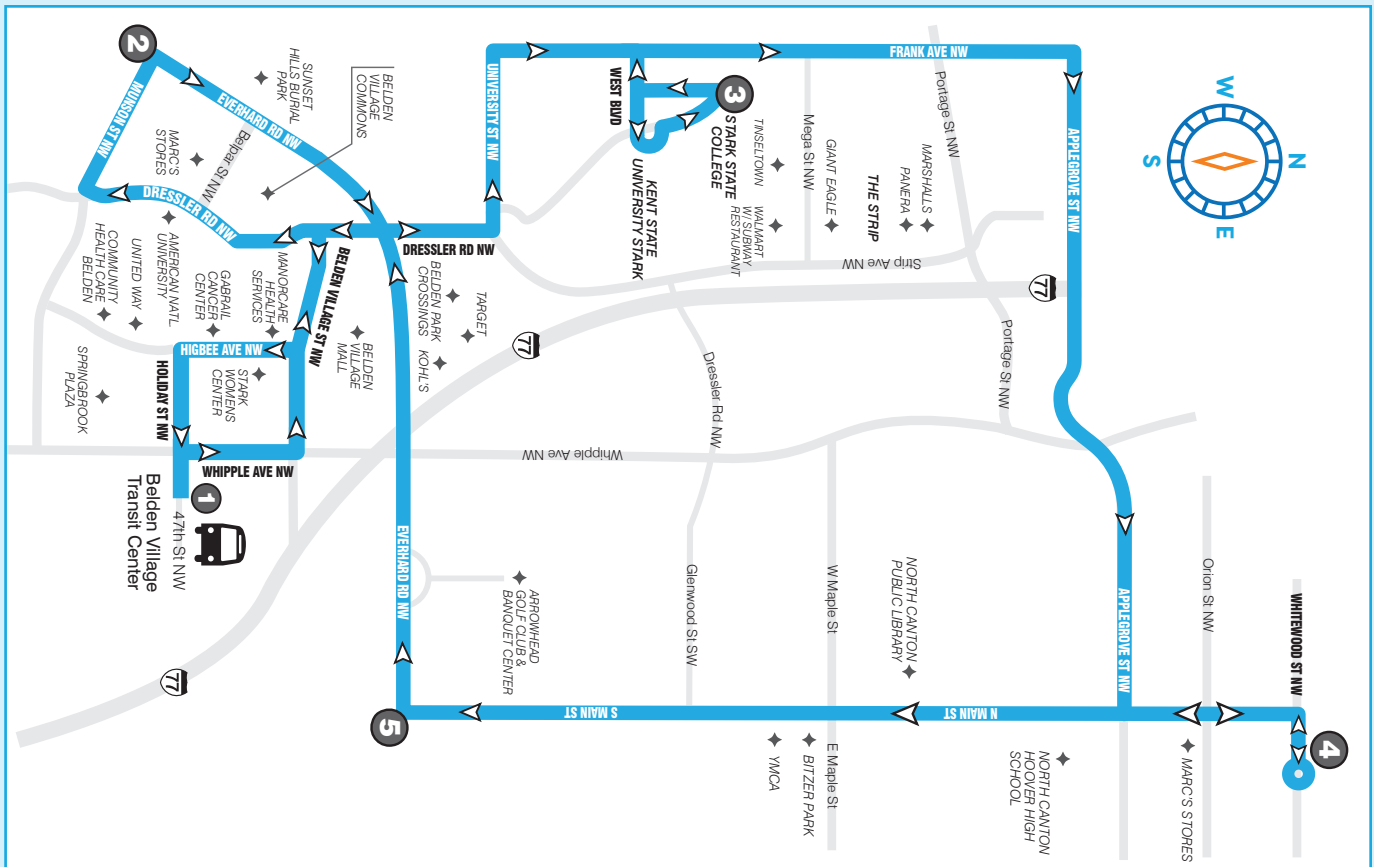 W
N
S
E
2
SUNSET
HILLS BURIAL
PARK
BELDEN
VILLAGE
COMMONS
MUNSON ST NW
EVERHARD RD NW
MARC'S
STORES
Belpar St NW
DRESSLER RD NW
AMERICAN NATL.
UNIVERSITY
UNITED WAY
COMMUNITY
HEALTH CARE
BELDEN
GABRAIL
CANCER
CENTER
MANORCARE
HEALTH
SERVICES
BELDEN VILLAGE ST NW
HIGBEE AVE NW
STARK
WOMENS
CENTER
BELDEN
VILLAGE
MALL
SPRINGBROOK
PLAZA
HOLIDAY ST NW
WHIPPLE AVE NW
1
47th St NW
Belden Village
Transit Center
UNIVERSITY ST NW
DRESSLER RD NW
BELDEN PARK
CROSSINGS
TARGET
KOHL'S
77
WEST BLVD
3
STARK STATE
COLLEGE
KENT STATE
UNIVERSITY STARK
TINSELTOWN
WALMART
W/ SUBWAY
RESTAURANT
Mega St NW
GIANT EAGLE
THE STRIP
PANERA
MARSHALLS
FRANK AVE NW
Portage St NW
Strip Ave NW
APPLEGROVE ST NW
77
Portage St NW
Dressler Rd NW
Whipple Ave NW
EVERHARD RD NW
77
5
ARROWHEAD
GOLF CLUB &
BANQUET CENTER
Glenwood St SW
W Maple St
NORTH CANTON
PUBLIC LIBRARY
APPLEGROVE ST NW
Orion St NW
WHITEWOOD ST NW
4
S MAIN ST
N MAIN ST
YMCA
BITZER PARK
E Maple St
NORTH CANTON
HOOVER HIGH
SCHOOL
MARC'S STORES